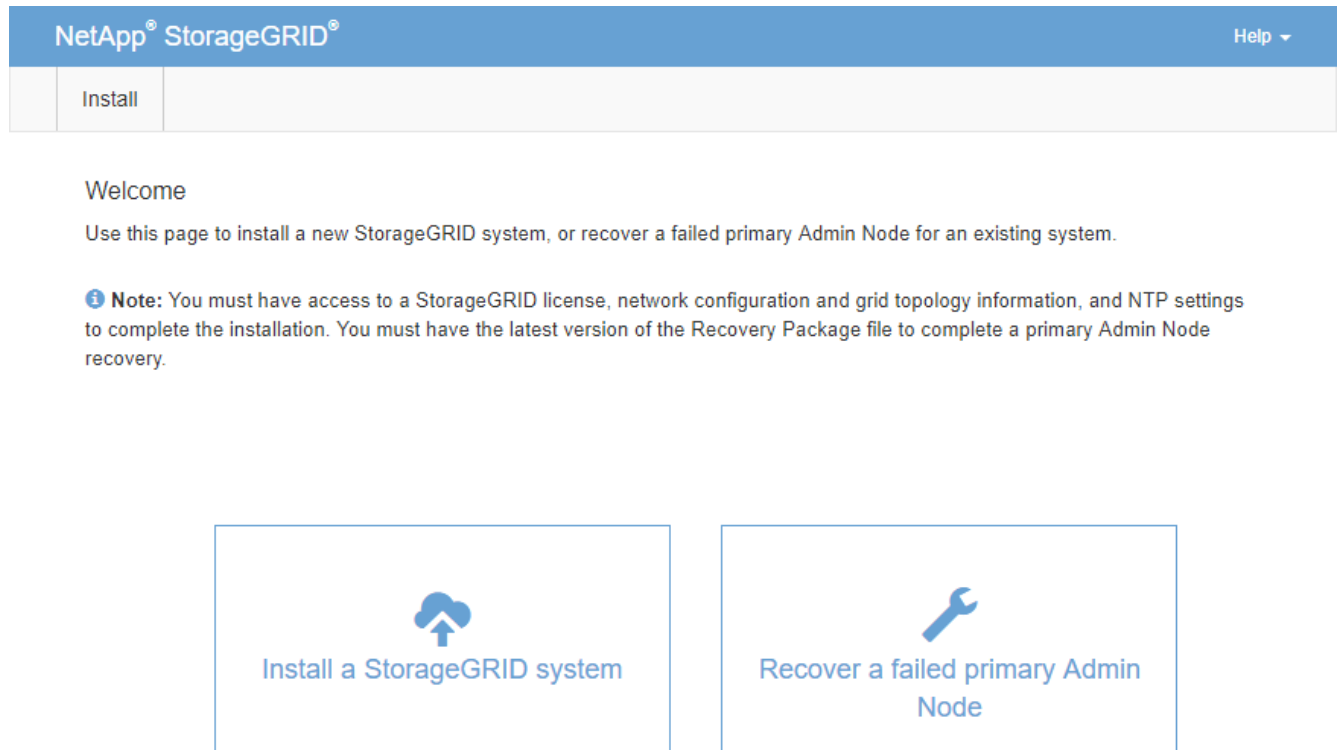 NetApp® StorageGRID®
Help
Install
Welcome
Use this page to install a new StorageGRID system, or recover a failed primary Admin Node for an existing system.
Note: You must have access to a StorageGRID license, network configuration and grid topology information, and NTP settings
to complete the installation. You must have the latest version of the Recovery Package file to complete a primary Admin Node
recovery.
Install a StorageGRID system
Recover a failed primary Admin
Node